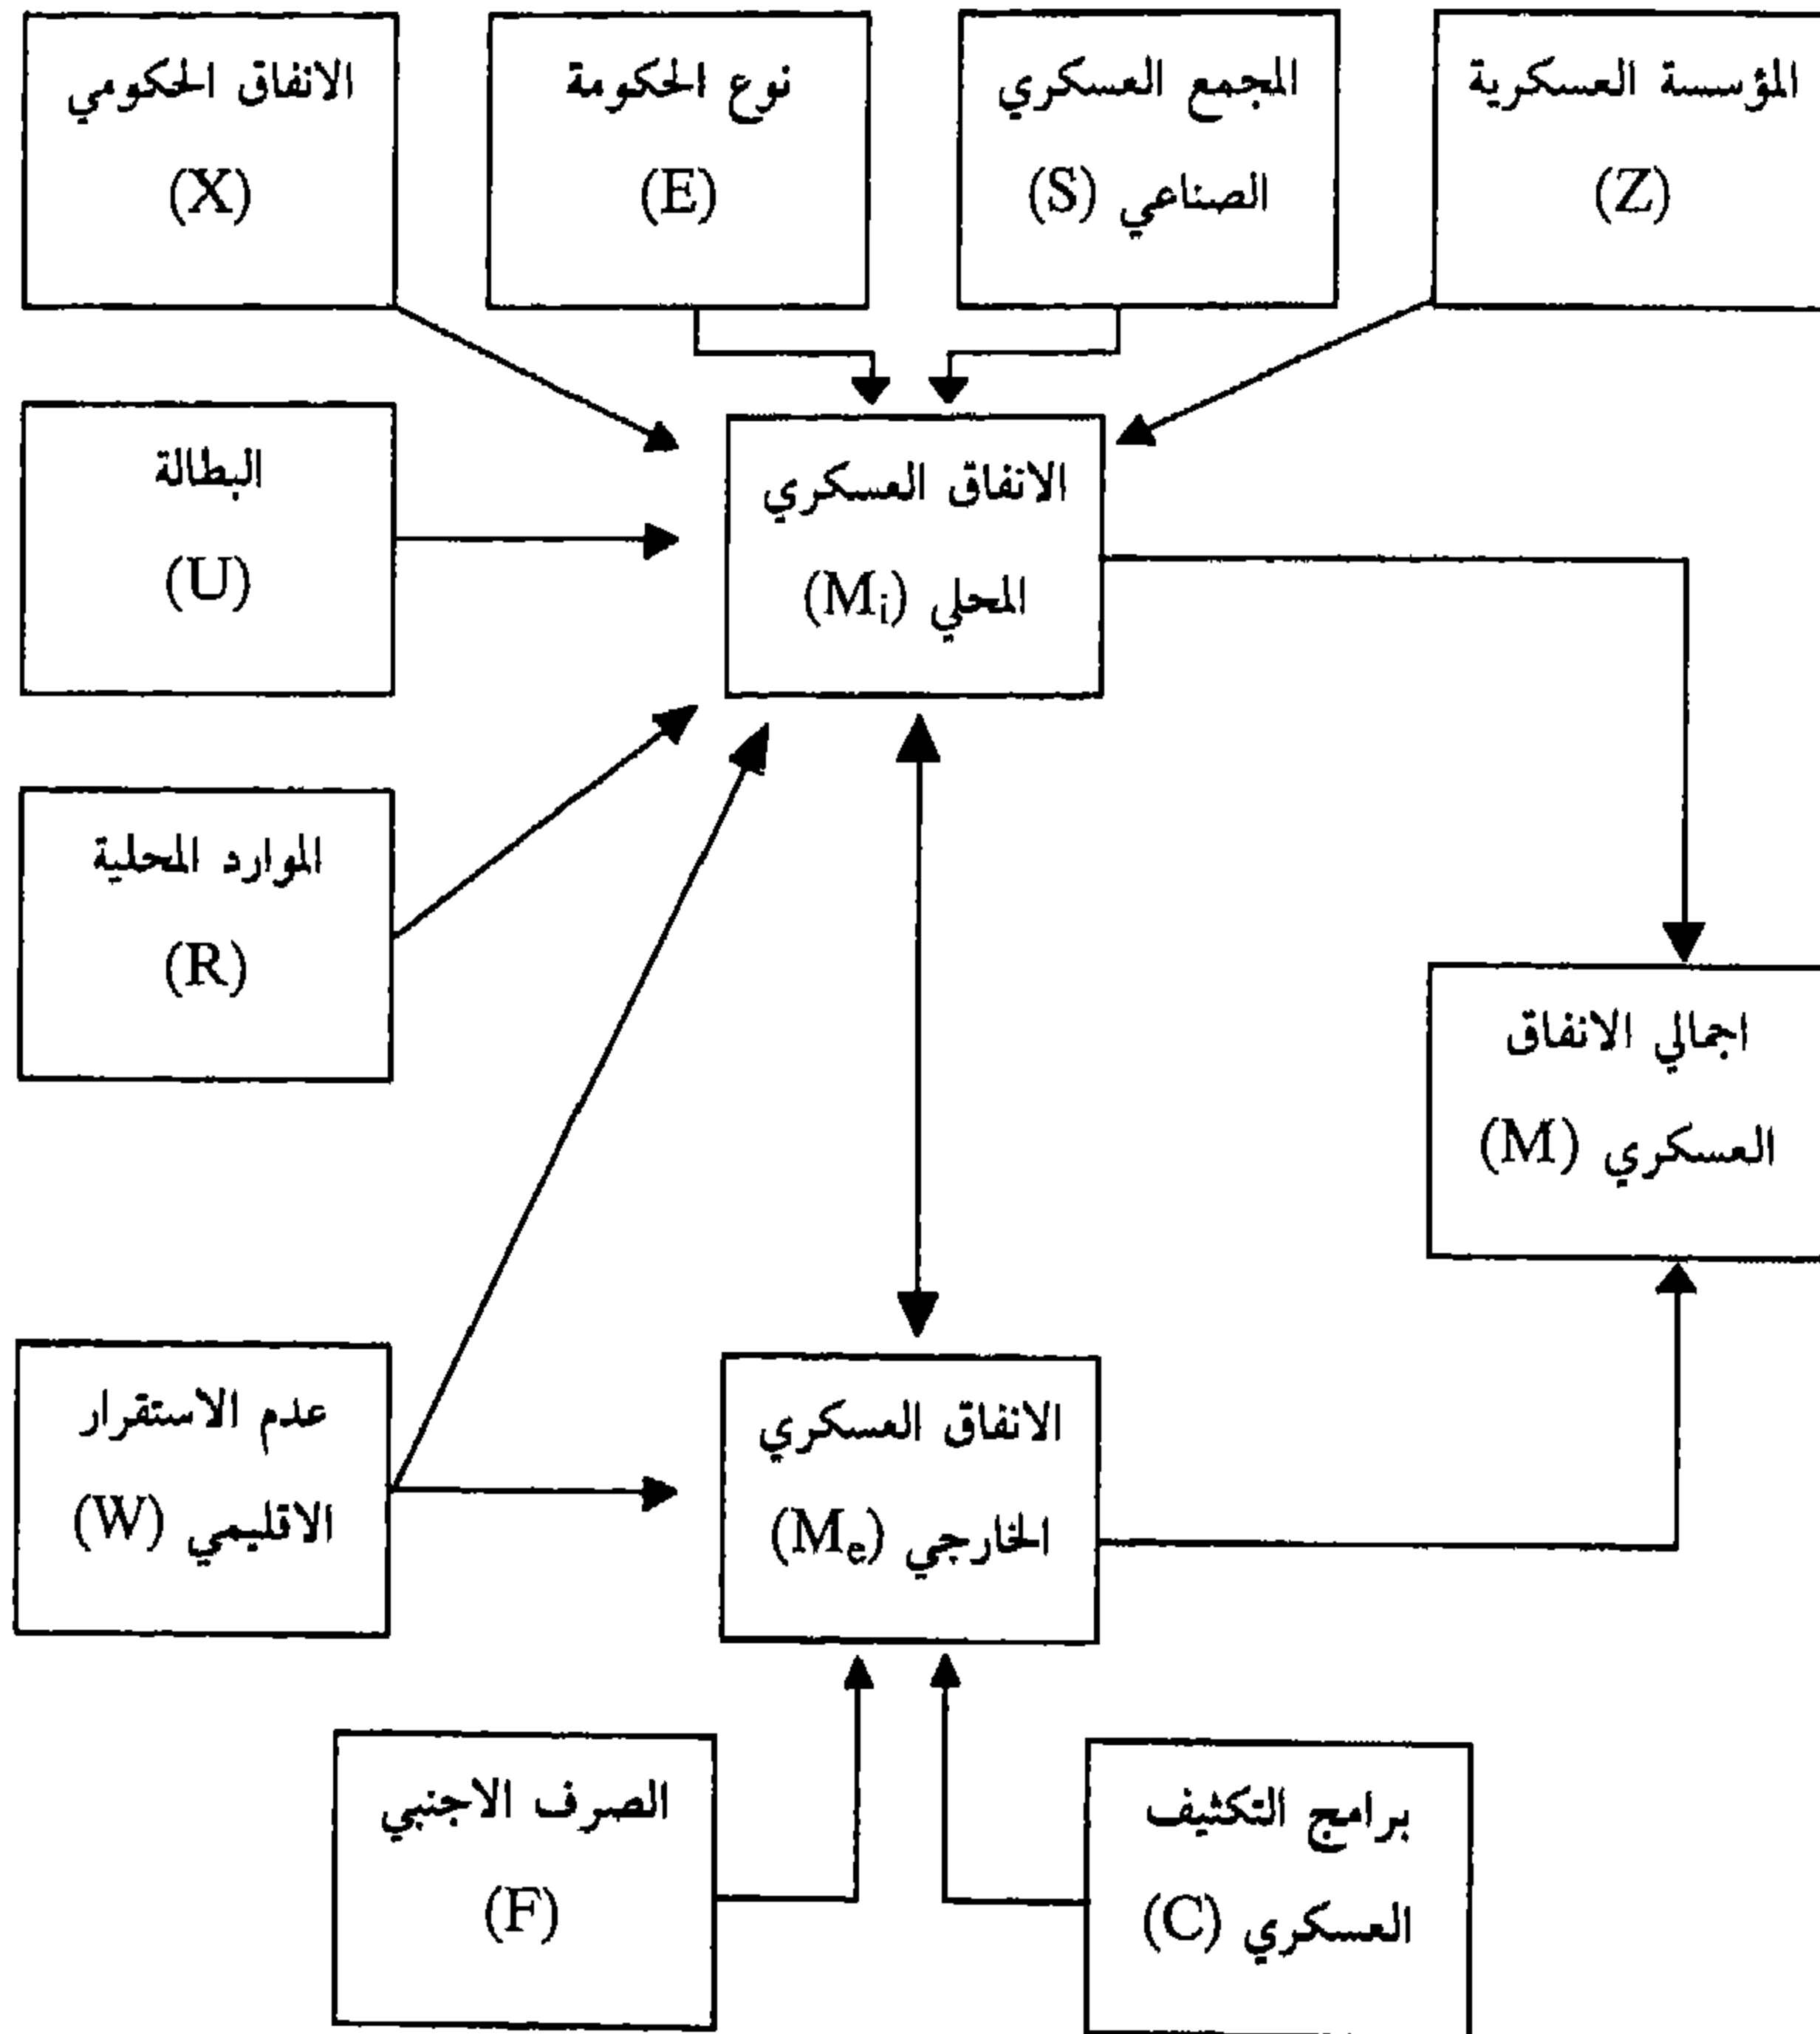 المؤسسة العسكرية
(Z)
المجمع العسكري
الصناعي (S)
نوع الحكومة
(E)
الانفاق الحكومي
(X)
الانفاق العسكري
المحلي (Mi)
البطالة
(U)
الموارد المحلية
(R)
اجمالي الانفاق
العسكري (M)
الانفاق العسكري
الخارجي (Me)
عدم الاستقرار
الاقليمي (W)
برامج التكثيف
العسكري (C)
الصرف الاجنبي
(F)